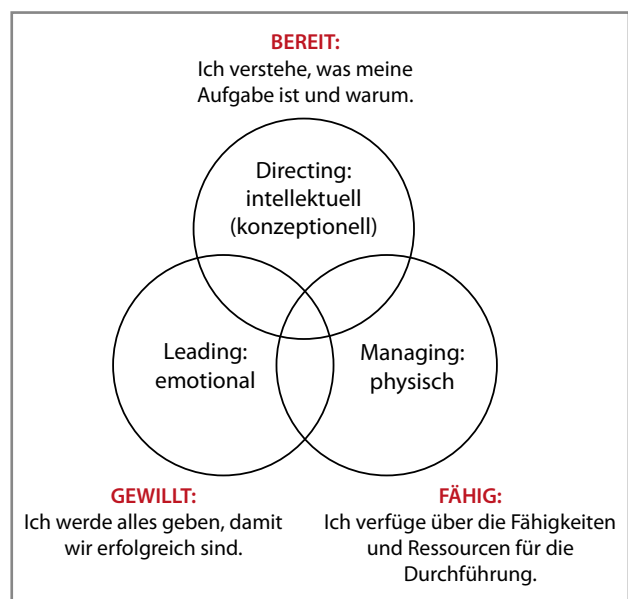 BEREIT:
Ich verstehe, was meine
Aufgabe ist und warum.
Directing:
intellektuell
(konzeptionell)
Leading:
emotional
Managing:
physisch
GEWILLT:
Ich werde alles geben, damit
wir erfolgreich sind.
FÄHIG:
Ich verfüge über die Fähigkeiten
und Ressourcen für die
Durchführung.